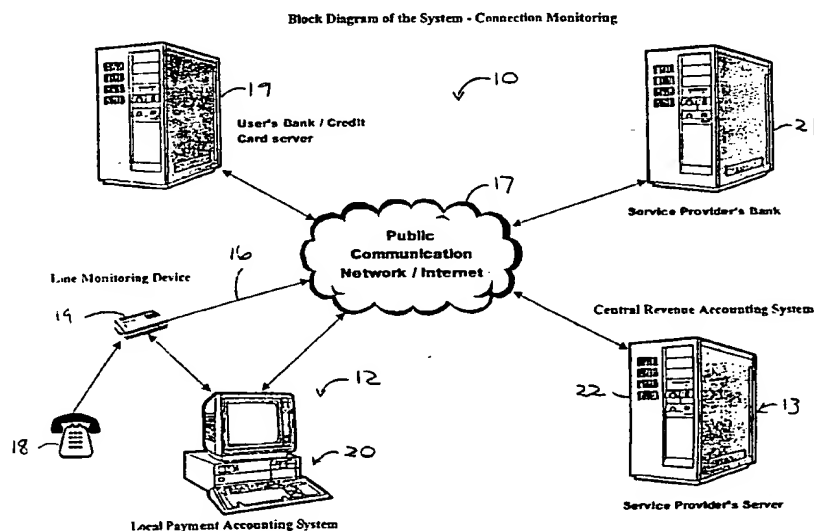 Block Diagram of the System - Connection Monitoring
19
10
User's Bank / Credit
Card server
21
Service Provider's Bank
17
Public
Communication
Network / Internet
16
Line Monitoring Device
19
Central Revenue Accounting System
12
22
13
18
20
Local Payment Accounting System
Service Provider's Server